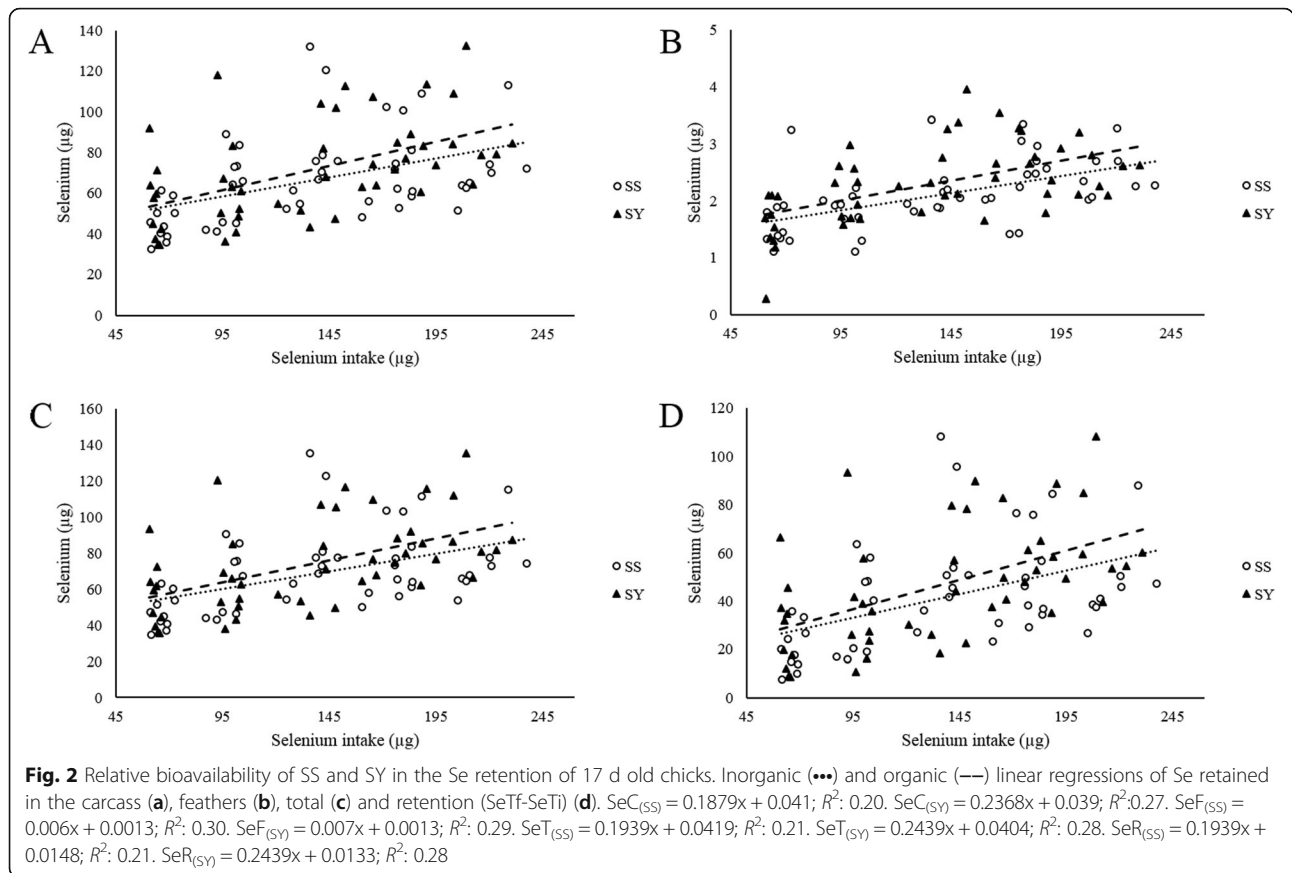 A
140
120
100
80
60
40
20
0
Selenium (µg)
45 95 145 195 245
Selenium intake (µg)
SS
SY
B
5
4
3
2
1
0
Selenium (µg)
45 95 145 195 245
Selenium intake (µg)
SS
SY
C
160
140
120
100
80
60
40
20
0
Selenium (µg)
45 95 145 195 245
Selenium intake (µg)
SS
SY
D
120
100
80
60
40
20
0
Selenium (µg)
45 95 145 195 245
Selenium intake (µg)
SS
SY
Fig. 2 Relative bioavailability of SS and SY in the Se retention of 17 d old chicks. Inorganic (•••) and organic (−−) linear regressions of Se retained
in the carcass (a), feathers (b), total (c) and retention (SeTf-SeTi) (d). SeC(SS) = 0.1879x + 0.041; R²: 0.20. SeC(SY) = 0.2368x + 0.039; R²:0.27. SeF(SS) =
0.006x + 0.0013; R²: 0.30. SeF(SY) = 0.007x + 0.0013; R²: 0.29. SeT(SS) = 0.1939x + 0.0419; R²: 0.21. SeT(SY) = 0.2439x + 0.0404; R²: 0.28. SeR(SS) = 0.1939x +
0.0148; R²: 0.21. SeR(SY) = 0.2439x + 0.0133; R²: 0.28